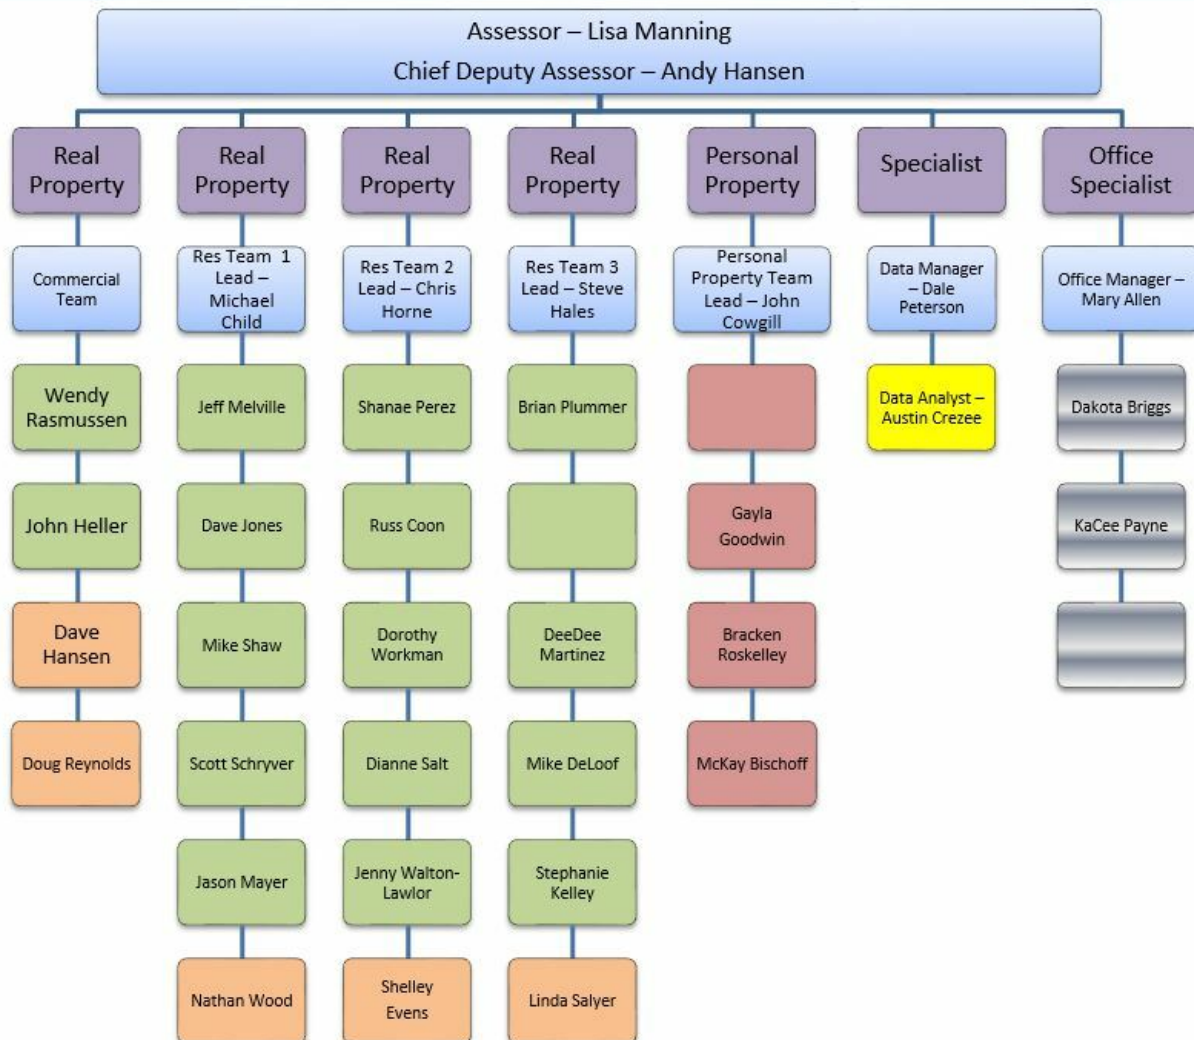 Assessor – Lisa Manning
Chief Deputy Assessor – Andy Hansen
Real
Property
Commercial
Team
Wendy
Rasmussen
John Heller
Dave
Hansen
Doug Reynolds
Real
Property
Res Team 1
Lead –
Michael
Child
Jeff Melville
Dave Jones
Mike Shaw
Scott Schryver
Jason Mayer
Nathan Wood
Real
Property
Res Team 2
Lead – Chris
Horne
Shanae Perez
Russ Coon
Dorothy
Workman
Dianne Salt
Jenny Walton-
Lawlor
Shelley
Evens
Real
Property
Res Team 3
Lead – Steve
Hales
Brian Plummer
DeeDee
Martinez
Mike DeLoof
Stephanie
Kelley
Linda Salyer
Personal
Property
Personal
Property Team
Lead – John
Cowgill
Gayla
Goodwin
Bracken
Roskelley
McKay Bischoff
Specialist
Data Manager
– Dale
Peterson
Data Analyst –
Austin Crezee
Office
Specialist
Office Manager –
Mary Allen
Dakota Briggs
KaCee Payne